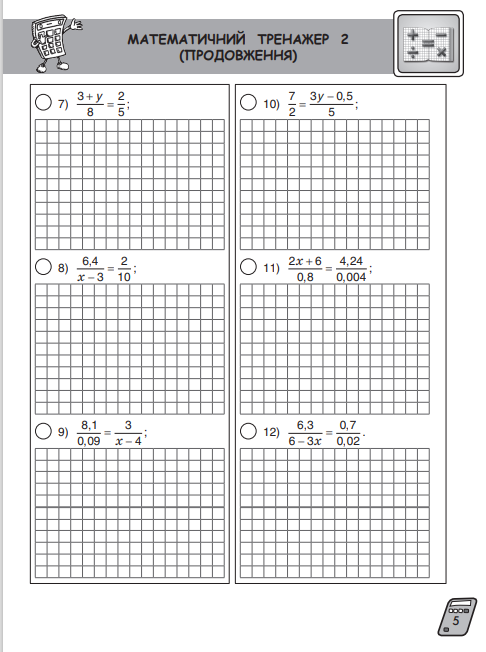 МАТЕМАТИЧНИЙ ТРЕНАЖЕР 2
(ПРОДОВЖЕННЯ)
7) (3 + y)/8 = 2/5;
8) 6,4/(x – 3) = 2/10;
9) 8,1/0,09 = 3/(x – 4);
10) 7/2 = (3y – 0,5)/5;
11) (2x + 6)/0,8 = 4,24/0,004;
12) 6,3/(6 – 3x) = 0,7/0,02.
5